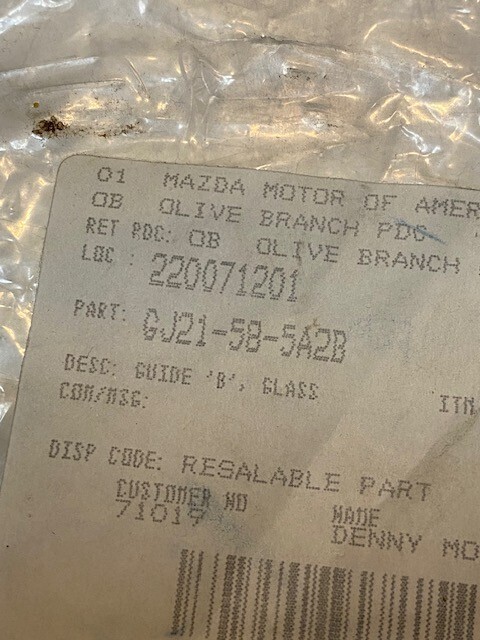 01 MAZDA MOTOR OF AMER
OB OLIVE BRANCH PDC
RET PDC: OB OLIVE BRANCH
LOC : 220071201
PART: GJ21-58-5A2B
DESC: GUIDE 'B', GLASS
ITN
COM/MSG:
DISP CODE: RESALABLE PART
CUSTOMER NO NAME
71019 DENNY MO